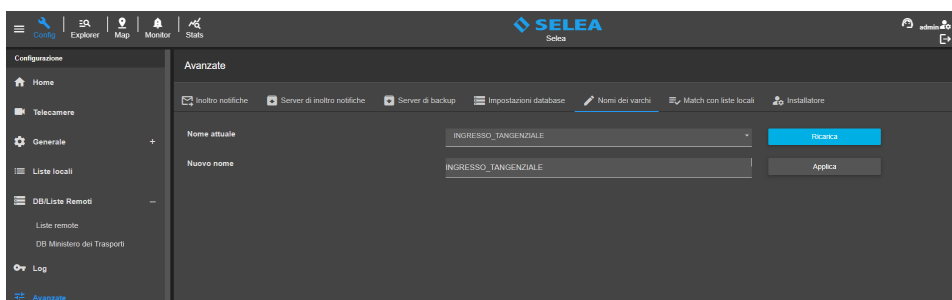 Config
Explorer
Map
Monitor
Stats
SELEA
Selea
admin
Configurazione
Avanzate
Home
Inoltro notifiche
Server di inoltro notifiche
Server di backup
Impostazioni database
Nomi dei varchi
Match con liste locali
Installatore
Telecamere
Nome attuale
INGRESSO_TANGENZIALE
Ricarica
Generale
Nuovo nome
INGRESSO_TANGENZIALE
Applica
Liste locali
DB/Liste Remoti
Liste remote
DB Ministero dei Trasporti
Log
Avanzate